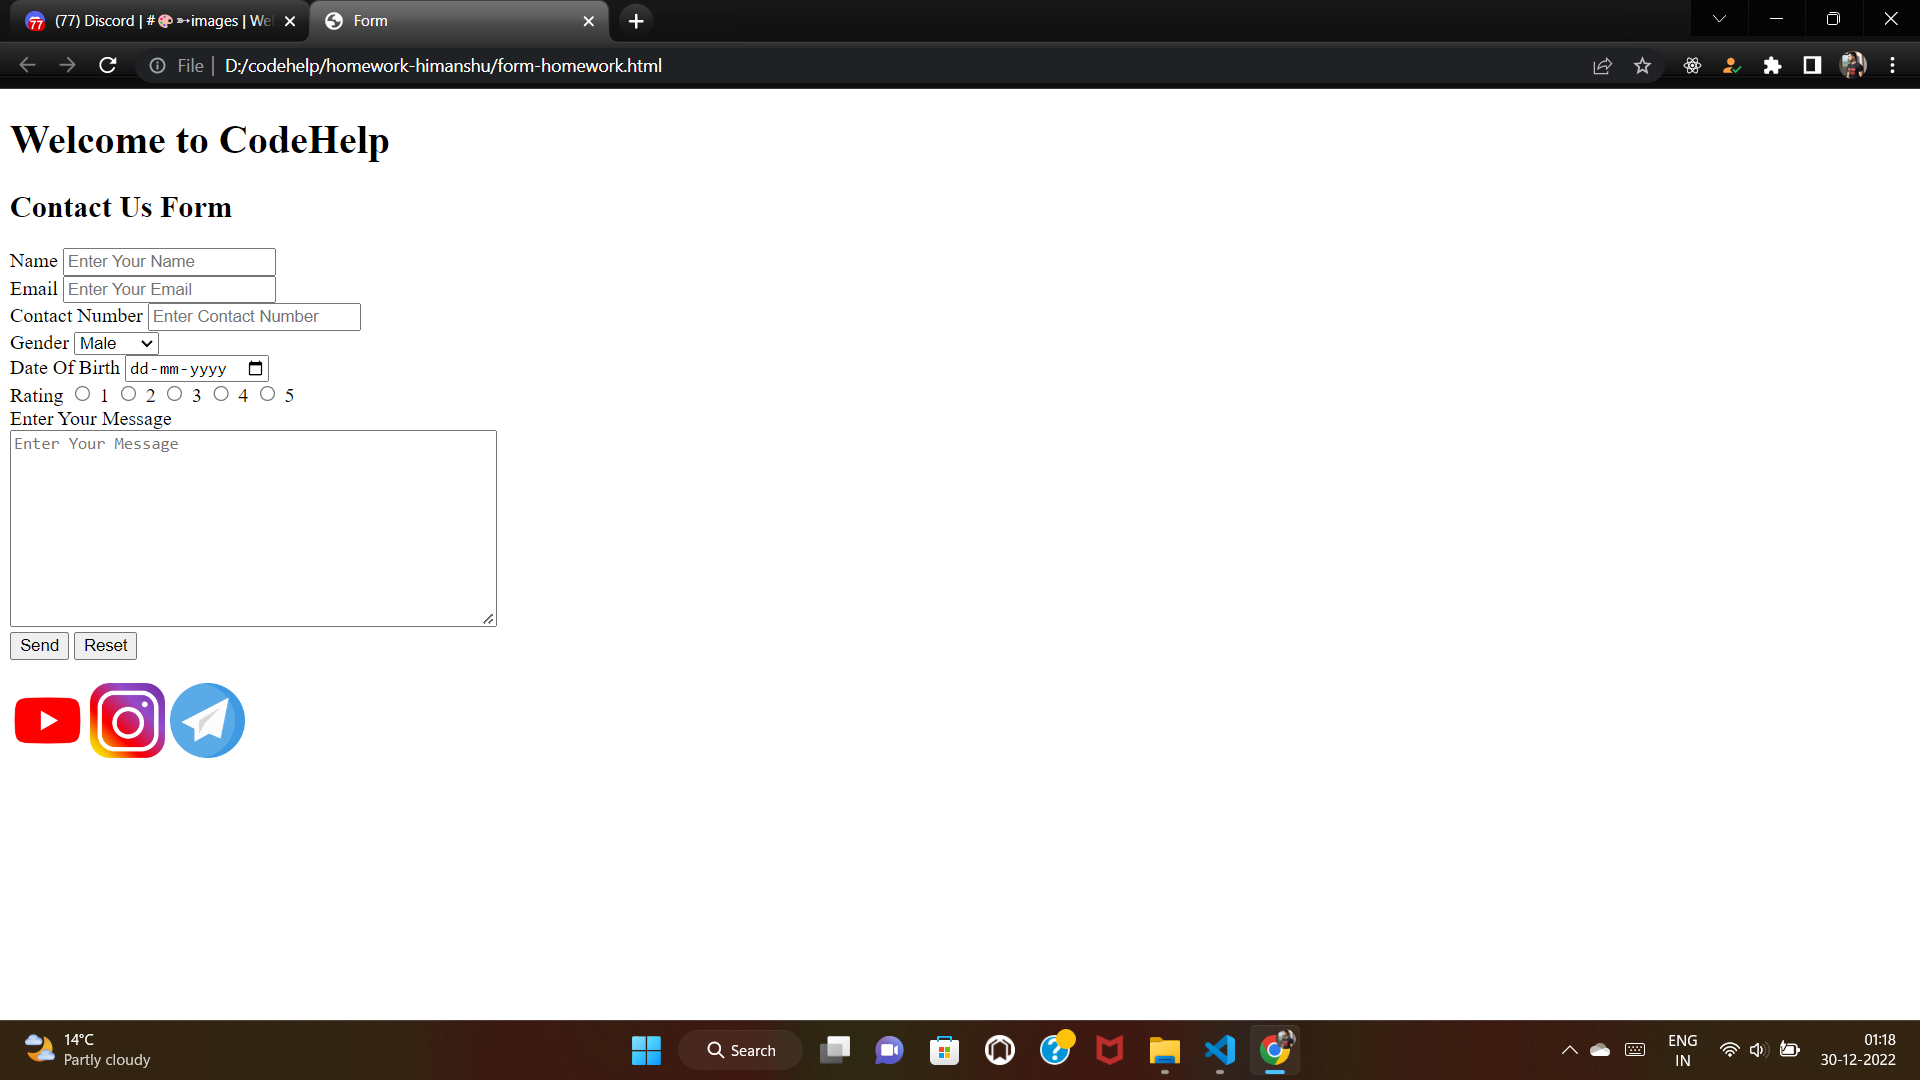 77 (77) Discord | #🎨➵images | We
Form
File | D:/codehelp/homework-himanshu/form-homework.html
Welcome to CodeHelp
Contact Us Form
Name Enter Your Name
Email Enter Your Email
Contact Number Enter Contact Number
Gender Male
Date Of Birth dd-mm-yyyy
Rating 1 2 3 4 5
Enter Your Message
Enter Your Message
Send Reset
14°C
Partly cloudy
Search
ENG
IN
01:18
30-12-2022